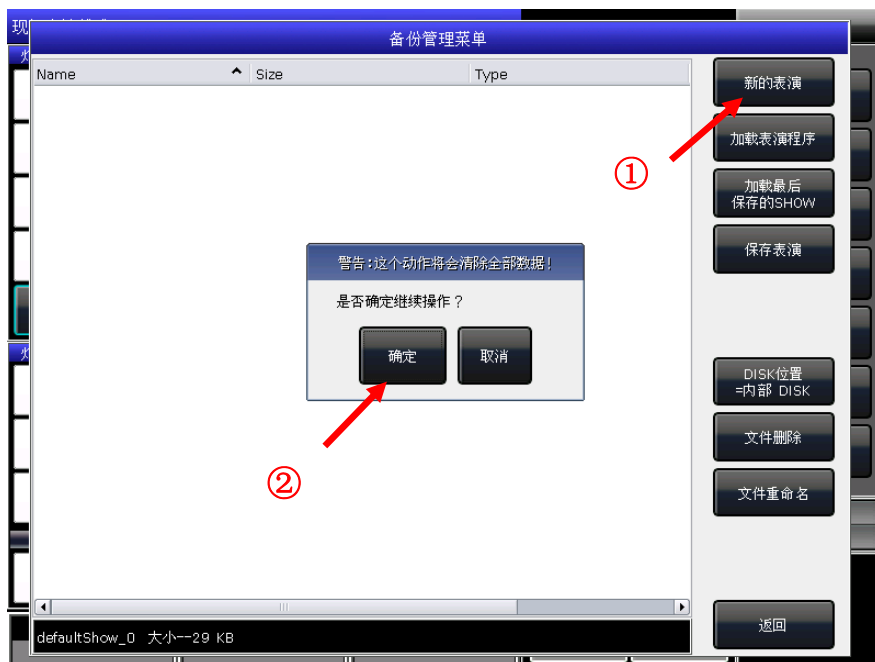 现
备份管理菜单
Name Size Type
新的表演
加载表演程序
加载最后
保存的SHOW
保存表演
①
警告:这个动作将会清除全部数据!
是否确定继续操作？
确定 取消
②
DISK位置
=内部 DISK
文件删除
文件重命名
返回
defaultShow_0 大小--29 KB